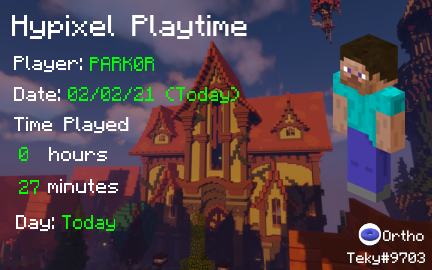 Hypixel Playtime
Player: PARK0R
Date: 02/02/21 (Today)
Time Played
0 hours
27 minutes
Day: Today
Ortho
Teky#9703